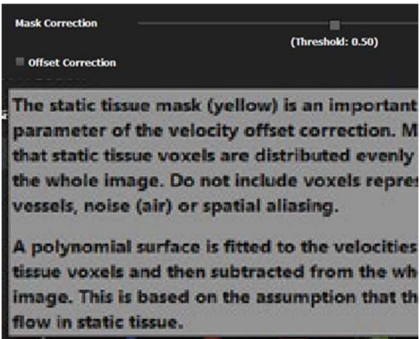 Mask Correction
(Threshold: 0.50)
Offset Correction
The static tissue mask (yellow) is an important
parameter of the velocity offset correction. M
that static tissue voxels are distributed evenly
the whole image. Do not include voxels repres
vessels, noise (air) or spatial aliasing.
A polynomial surface is fitted to the velocities
tissue voxels and then subtracted from the wh
image. This is based on the assumption that th
flow in static tissue.